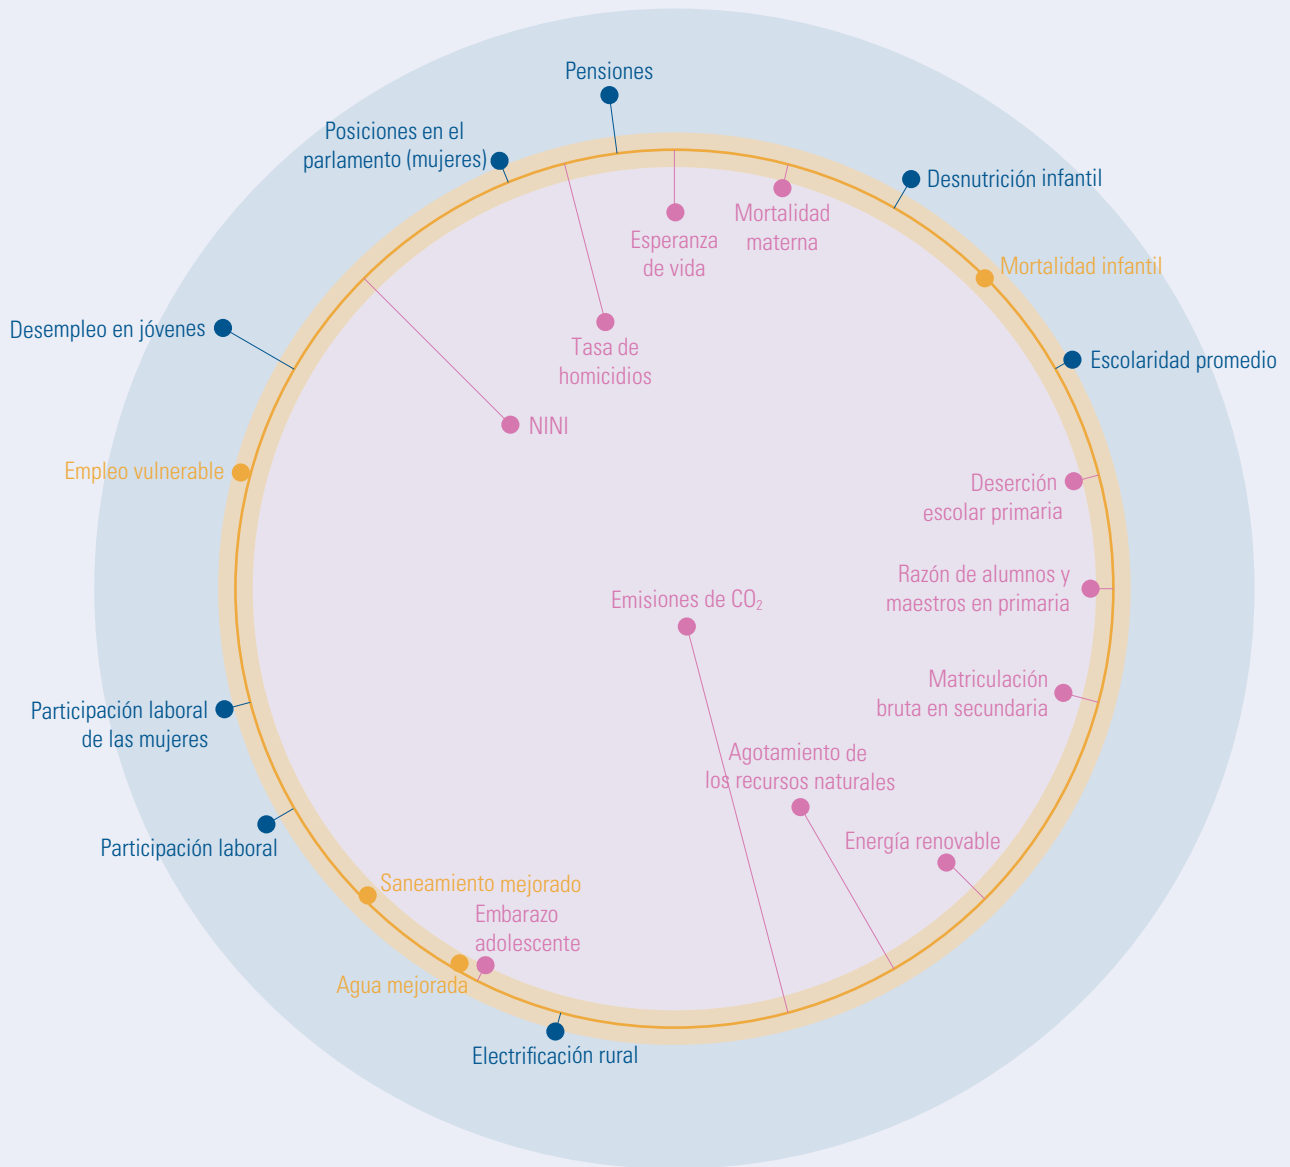 Pensiones
Posiciones en el
parlamento (mujeres)
Desnutrición infantil
Mortalidad
materna
Esperanza
de vida
Mortalidad infantil
Desempleo en jóvenes
Tasa de
homicidios
Escolaridad promedio
NINI
Empleo vulnerable
Deserción
escolar primaria
Razón de alumnos y
maestros en primaria
Emisiones de CO₂
Matriculación
bruta en secundaria
Participación laboral
de las mujeres
Agotamiento de
los recursos naturales
Energía renovable
Participación laboral
Saneamiento mejorado
Embarazo
adolescente
Agua mejorada
Electrificación rural